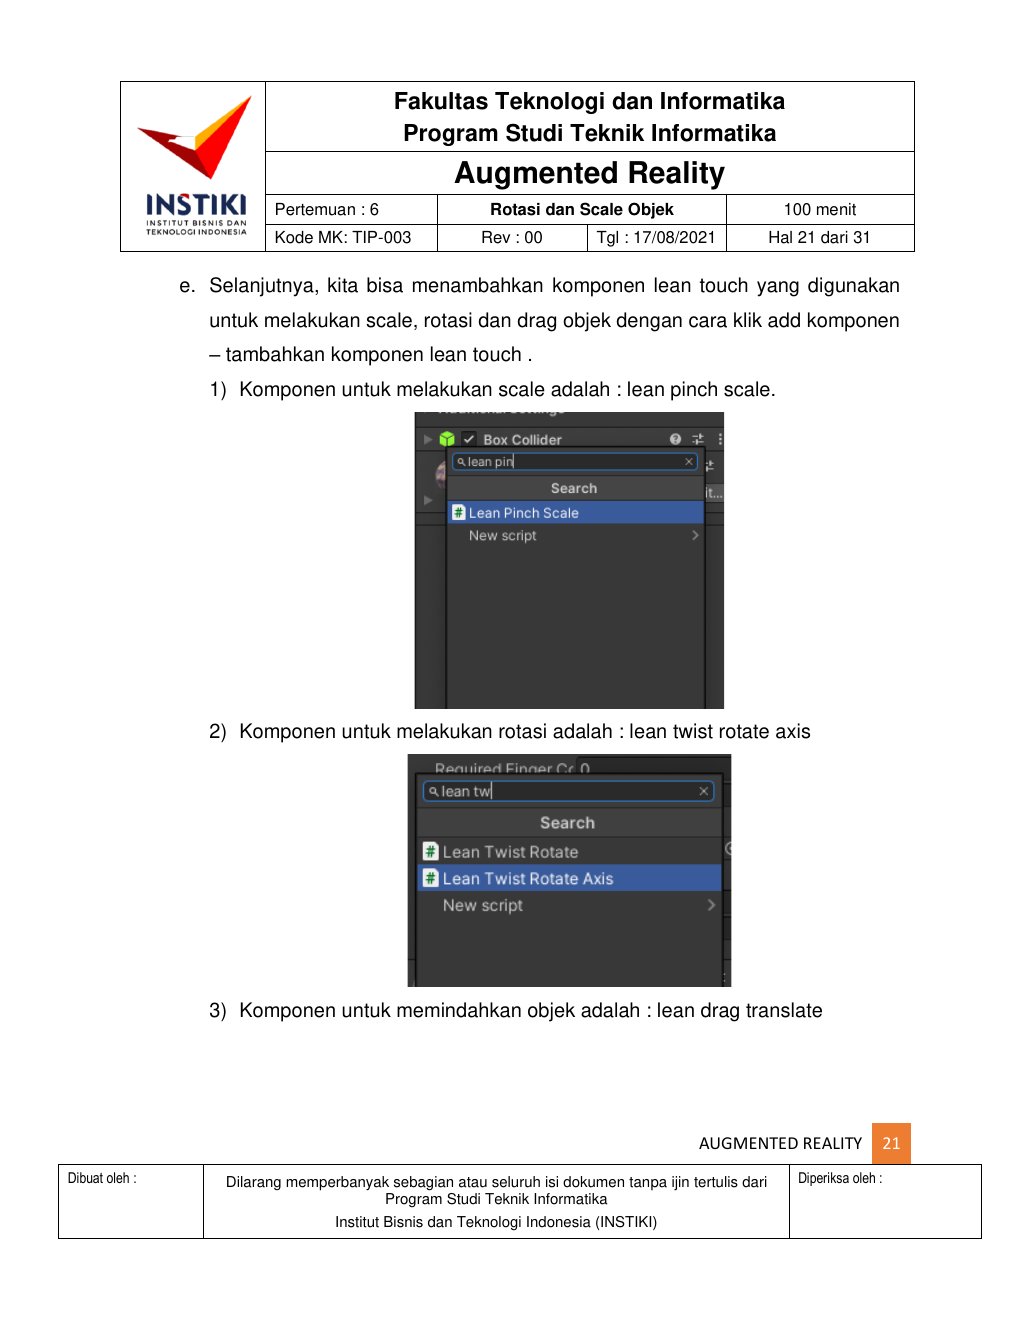 Fakultas Teknologi dan Informatika
Program Studi Teknik Informatika
Augmented Reality
INSTIKI
INSTITUT BISNIS DAN
TEKNOLOGI INDONESIA
Pertemuan : 6
Rotasi dan Scale Objek
100 menit
Kode MK: TIP-003
Rev : 00
Tgl : 17/08/2021
Hal 21 dari 31
e. Selanjutnya, kita bisa menambahkan komponen lean touch yang digunakan
untuk melakukan scale, rotasi dan drag objek dengan cara klik add komponen
– tambahkan komponen lean touch .
1) Komponen untuk melakukan scale adalah : lean pinch scale.
Box Collider
lean pin
it...
Search
Lean Pinch Scale
New script
2) Komponen untuk melakukan rotasi adalah : lean twist rotate axis
Required Finger Co 0
lean tw
Search
Lean Twist Rotate
Lean Twist Rotate Axis
New script
3) Komponen untuk memindahkan objek adalah : lean drag translate
AUGMENTED REALITY 21
Dibuat oleh :
Dilarang memperbanyak sebagian atau seluruh isi dokumen tanpa ijin tertulis dari
Program Studi Teknik Informatika
Institut Bisnis dan Teknologi Indonesia (INSTIKI)
Diperiksa oleh :